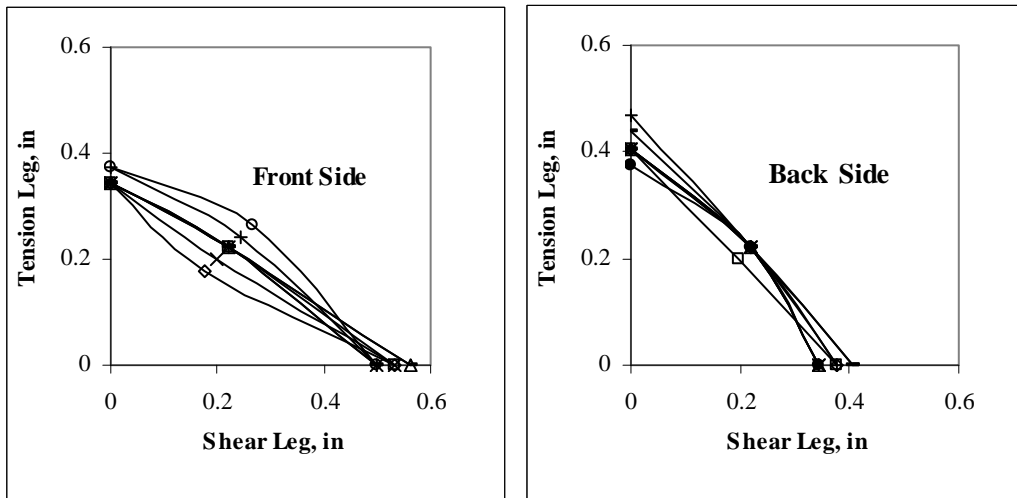 0.6
0.4
0.2
0
0 0.2 0.4 0.6
Tension Leg, in
Shear Leg, in
Front Side
0.6
0.4
0.2
0
0 0.2 0.4 0.6
Tension Leg, in
Shear Leg, in
Back Side